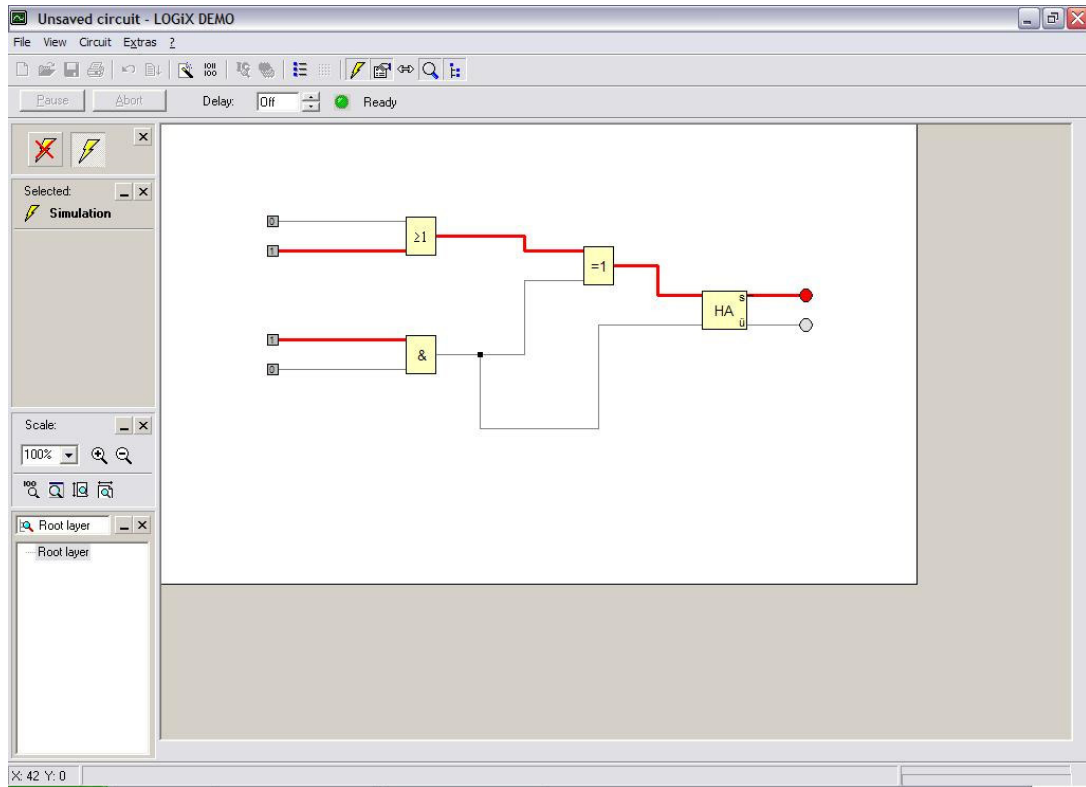 Unsaved circuit - LOGiX DEMO
File View Circuit Extras ?
Pause Abort Delay: Off Ready
Selected:
Simulation
0
1
≥1
=1
HA
s
ü
1
0
&
Scale:
100%
100
Root layer
Root layer
X: 42 Y: 0